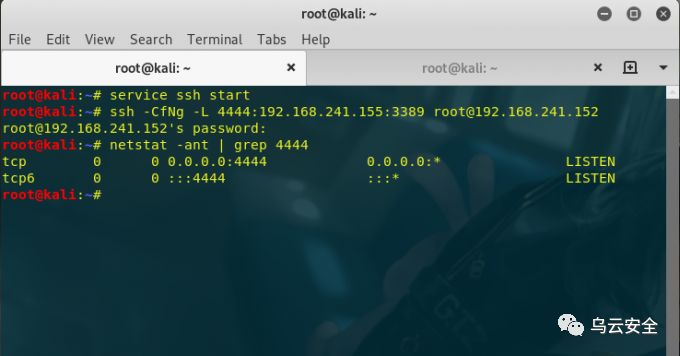 root@kali: ~
File Edit View Search Terminal Tabs Help
root@kali: ~ root@kali: ~
root@kali:~# service ssh start
root@kali:~# ssh -CfNg -L 4444:192.168.241.155:3389 root@192.168.241.152
root@192.168.241.152's password:
root@kali:~# netstat -ant | grep 4444
tcp 0 0 0.0.0.0:4444 0.0.0.0:* LISTEN
tcp6 0 0 :::4444 :::* LISTEN
root@kali:~#
乌云安全